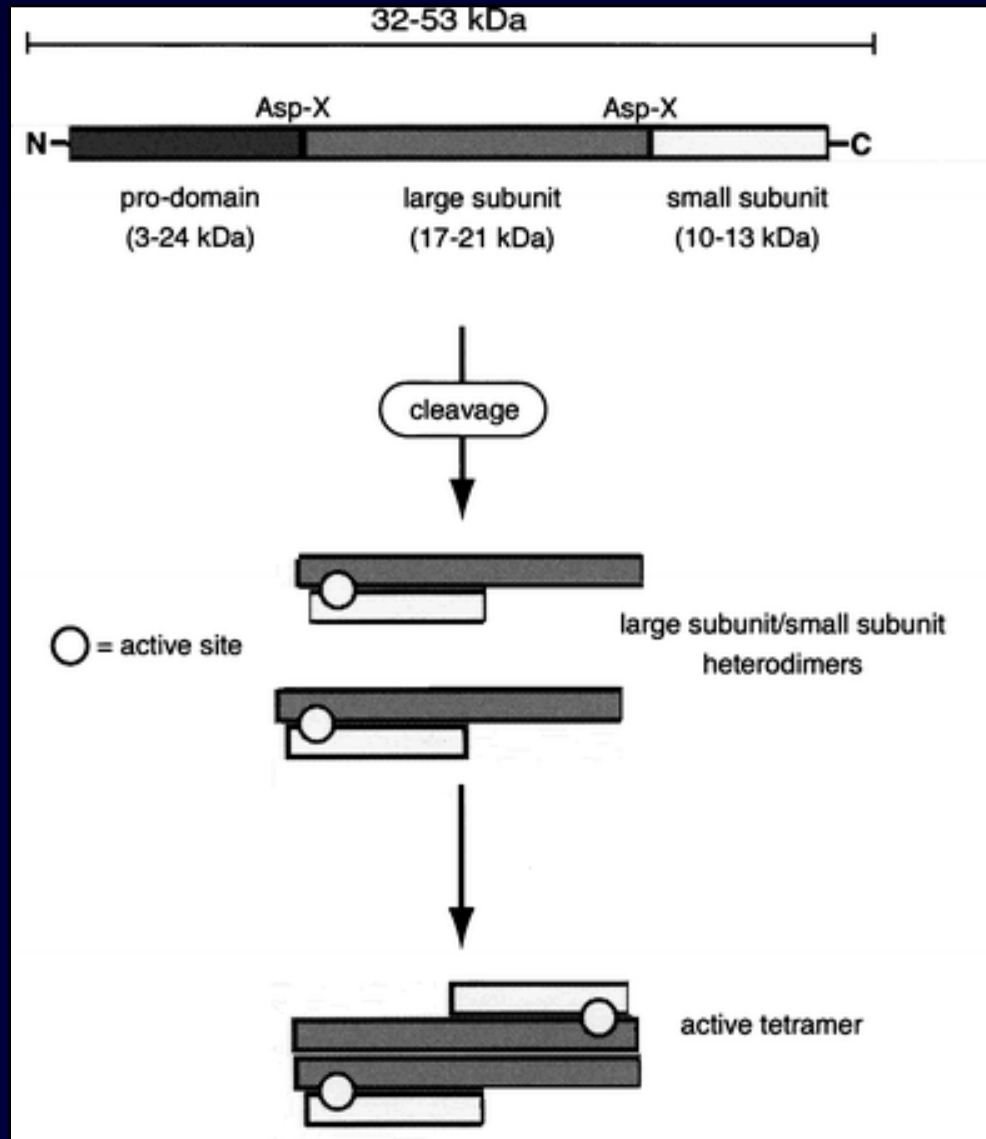 32-53 kDa
Asp-X Asp-X
N C
pro-domain large subunit small subunit
(3-24 kDa) (17-21 kDa) (10-13 kDa)
cleavage
= active site
large subunit/small subunit
heterodimers
active tetramer